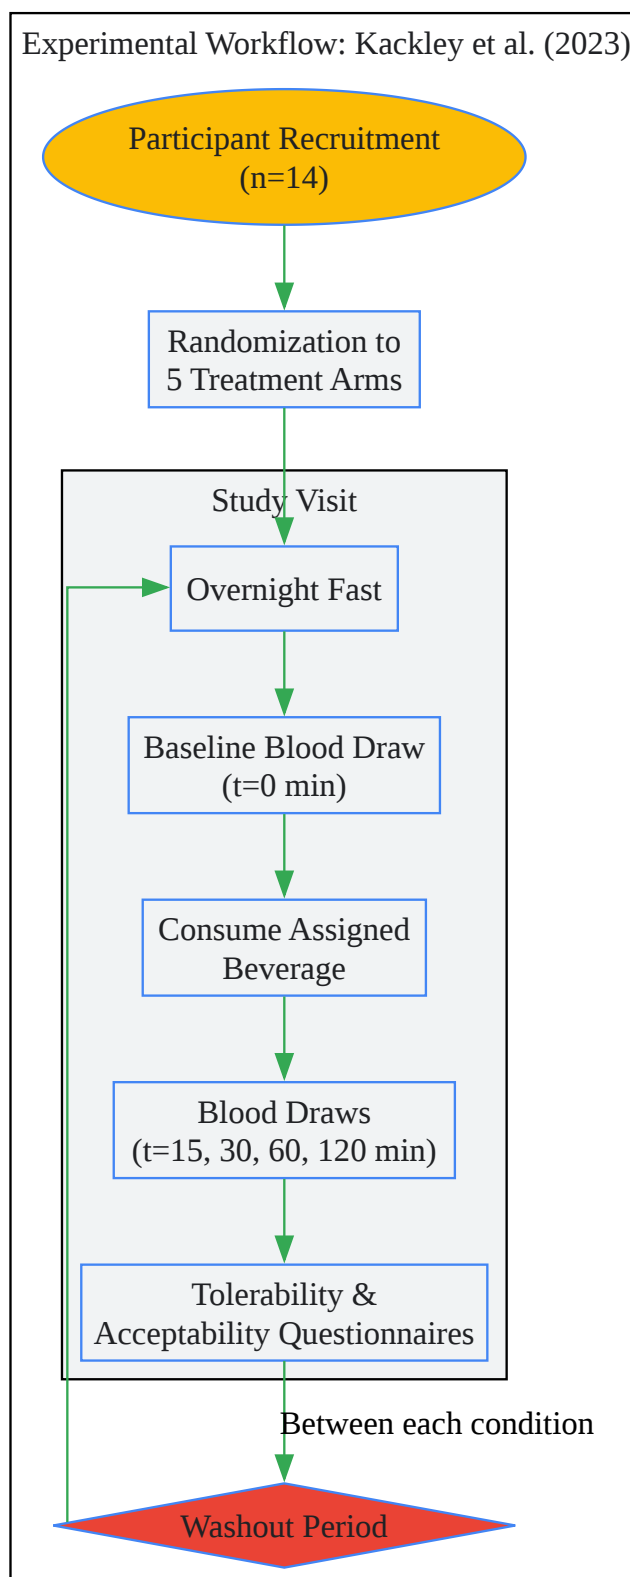 Experimental Workflow: Kackley et al. (2023)
Participant Recruitment
(n=14)
Randomization to
5 Treatment Arms
Study Visit
Overnight Fast
Baseline Blood Draw
(t=0 min)
Consume Assigned
Beverage
Blood Draws
(t=15, 30, 60, 120 min)
Tolerability &
Acceptability Questionnaires
Between each condition
Washout Period